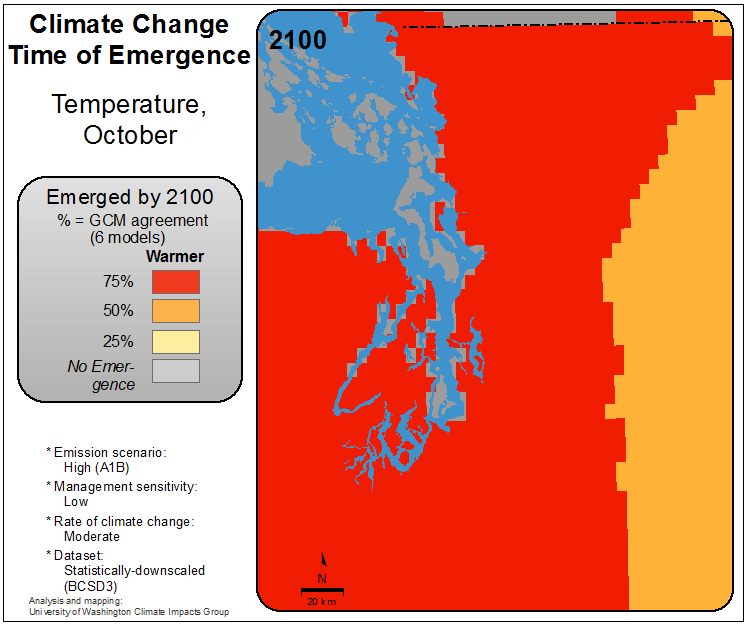 Climate Change
Time of Emergence
Temperature,
October
Emerged by 2100
% = GCM agreement
(6 models)
Warmer
75%
50%
25%
No Emer-
gence
* Emission scenario:
High (A1B)
* Management sensitivity:
Low
* Rate of climate change:
Moderate
* Dataset:
Statistically-downscaled
(BCSD3)
Analysis and mapping:
University of Washington Climate Impacts Group
2100
N
20 km